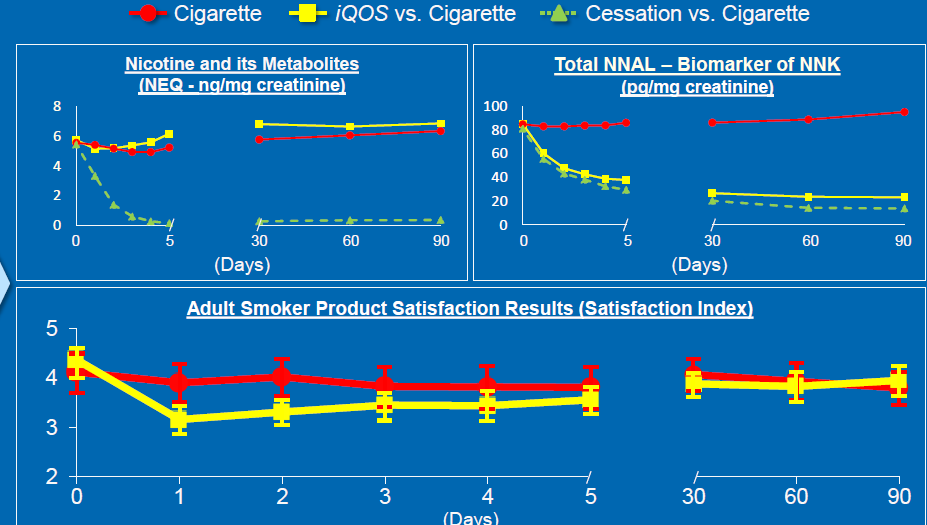 Cigarette iQOS vs. Cigarette Cessation vs. Cigarette
Nicotine and its Metabolites
(NEQ - ng/mg creatinine)
8
6
4
2
0
0 5 30 60 90
(Days)
Total NNAL – Biomarker of NNK
(pg/mg creatinine)
100
80
60
40
20
0
0 5 30 60 90
(Days)
Adult Smoker Product Satisfaction Results (Satisfaction Index)
5
4
3
2
0 1 2 3 4 5 30 60 90
(Days)